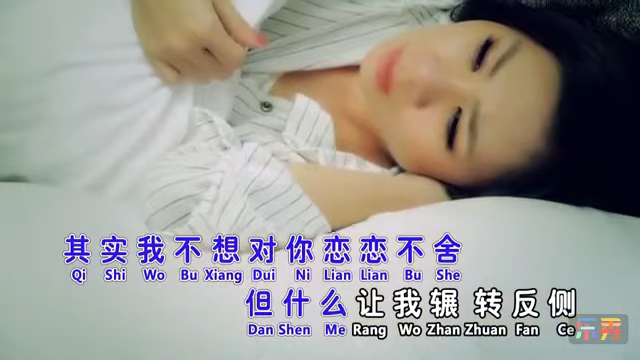 其实我不想对你恋恋不舍
Qi Shi Wo Bu Xiang Dui Ni Lian Lian Bu She
但什么让我辗转反侧
Dan Shen Me Rang Wo Zhan Zhuan Fan Ce
乐秀